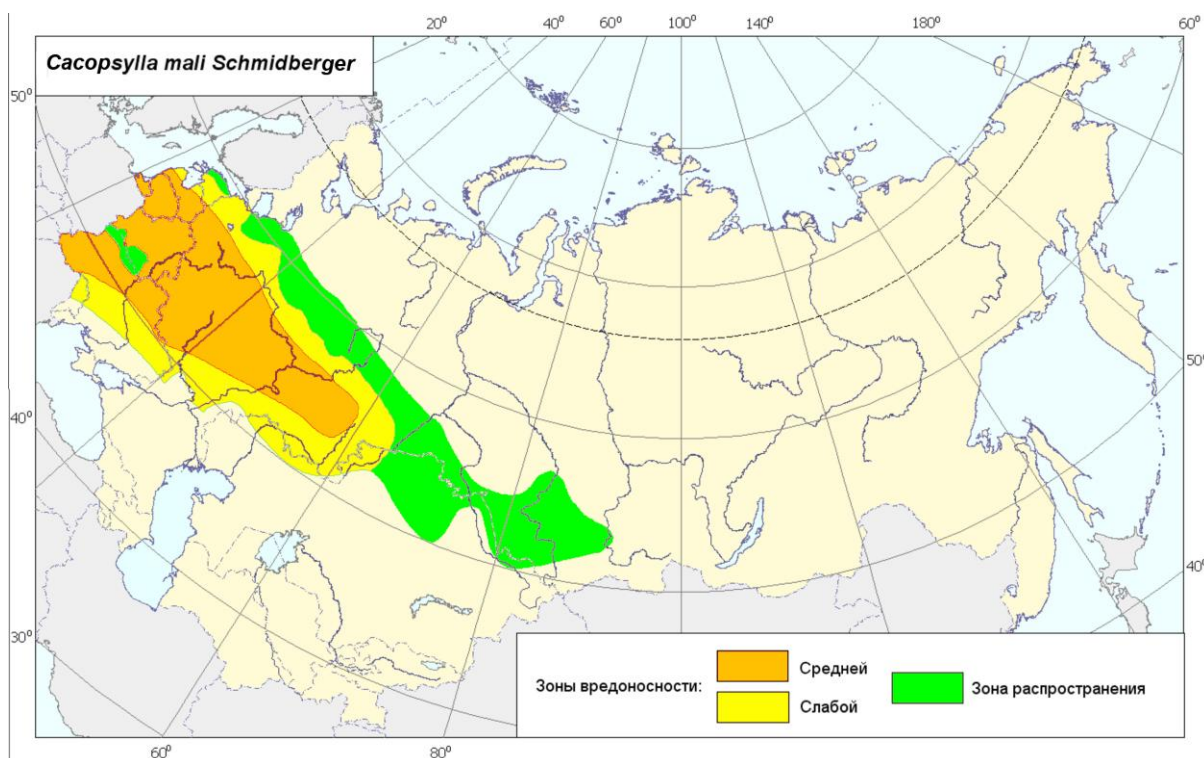 20⁰ 40⁰ 60⁰ 100⁰ 140⁰ 180⁰ 60⁰
Cacopsylla mali Schmidberger
50⁰
50⁰
40⁰
40⁰
30⁰
Зоны вредоносности:
Средней
Слабой
Зона распространения
60⁰ 80⁰